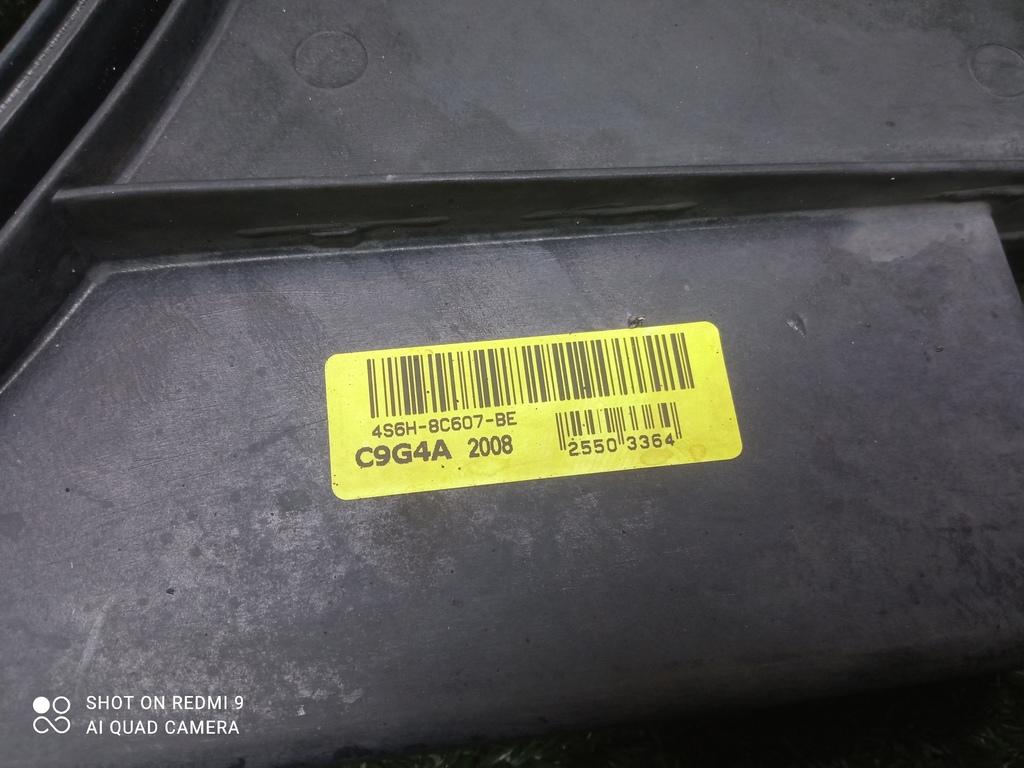 4S6H-8C607-BE
C9G4A 2008
2550 3364
SHOT ON REDMI 9
AI QUAD CAMERA